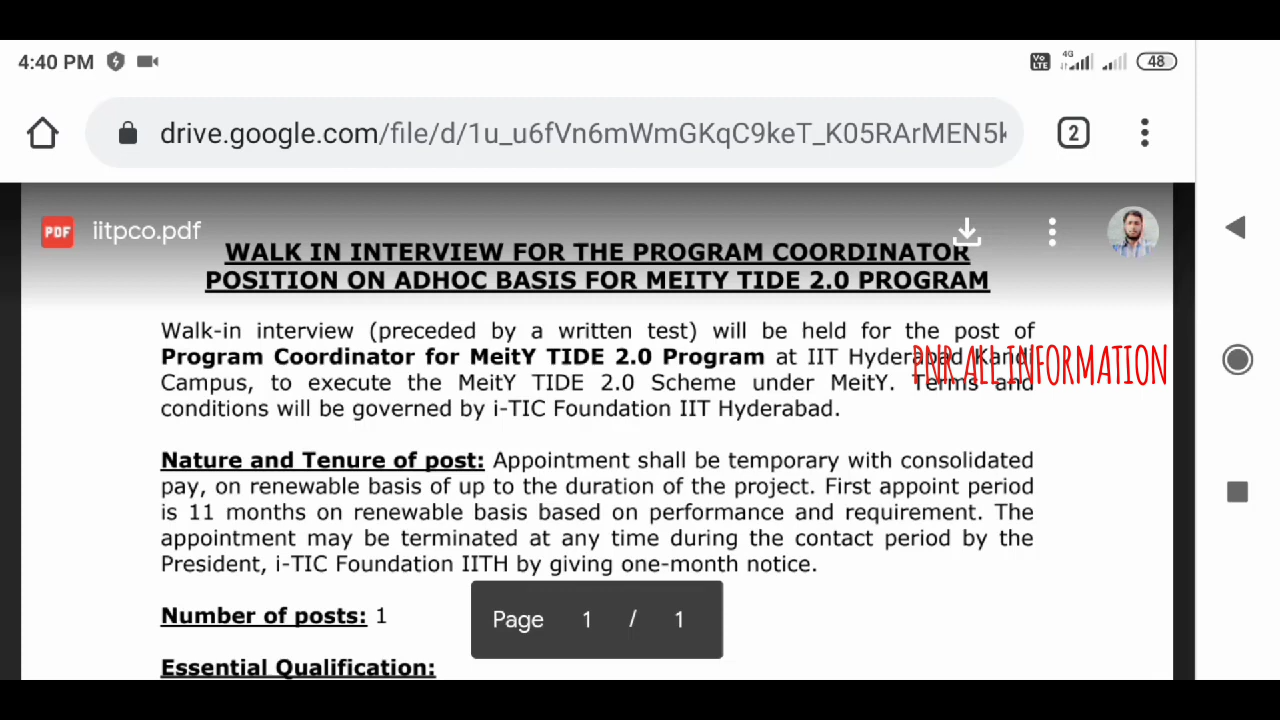 4:40 PM Vo LTE 4G 48
drive.google.com/file/d/1u_u6fVn6mWmGKqC9keT_K05RArMEN5k 2
PDF iitpco.pdf
WALK IN INTERVIEW FOR THE PROGRAM COORDINATOR
POSITION ON ADHOC BASIS FOR MEITY TIDE 2.0 PROGRAM
Walk-in interview (preceded by a written test) will be held for the post of
Program Coordinator for MeitY TIDE 2.0 Program at IIT Hyderabad Kandi
PNR ALL INFORMATION
Campus, to execute the MeitY TIDE 2.0 Scheme under MeitY. Terms and
conditions will be governed by i-TIC Foundation IIT Hyderabad.
Nature and Tenure of post: Appointment shall be temporary with consolidated
pay, on renewable basis of up to the duration of the project. First appoint period
is 11 months on renewable basis based on performance and requirement. The
appointment may be terminated at any time during the contact period by the
President, i-TIC Foundation IITH by giving one-month notice.
Number of posts: 1
Page 1 / 1
Essential Qualification: